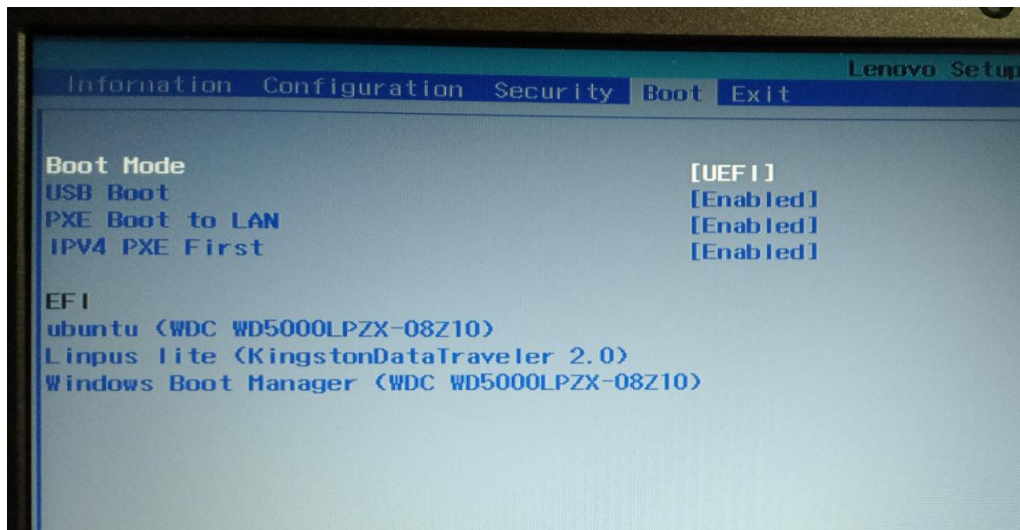 Lenovo Setup
Information Configuration Security Boot Exit
Boot Mode [UEFI]
USB Boot [Enabled]
PXE Boot to LAN [Enabled]
IPV4 PXE First [Enabled]
EFI
ubuntu (WDC WD5000LPZX-08Z10)
Linpus lite (KingstonDataTraveler 2.0)
Windows Boot Manager (WDC WD5000LPZX-08Z10)